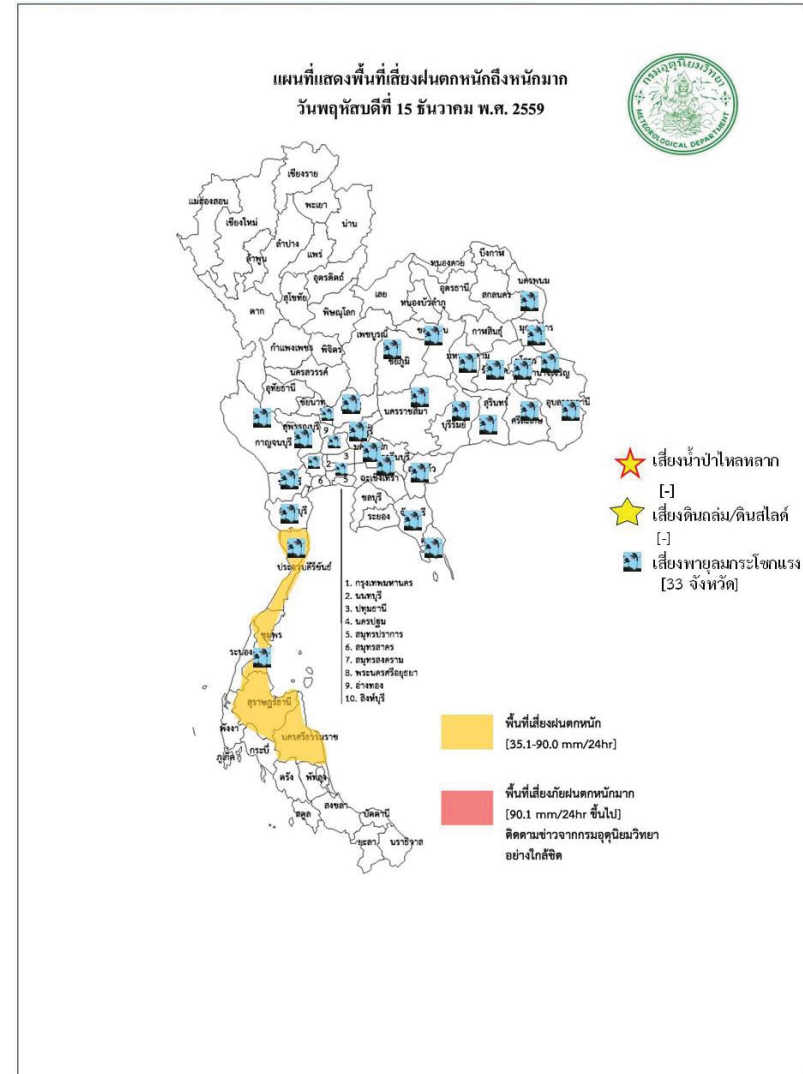 แผนที่แสดงพื้นที่เสี่ยงฝนตกหนักถึงหนักมาก
วันพฤหัสบดีที่ 15 ธันวาคม พ.ศ. 2559
กรมอุตุนิยมวิทยา
METEOROLOGICAL DEPARTMENT
เชียงราย
แม่ฮ่องสอน
พะเยา
เชียงใหม่
น่าน
ลำปาง
ลำพูน
แพร่
บึงกาฬ
หนองคาย
อุตรดิตถ์
อุดรธานี
นครพนม
สุโขทัย
เลย
หนองบัวลำภู
สกลนคร
ตาก
พิษณุโลก
เพชรบูรณ์
กาฬสินธุ์
กำแพงเพชร
พิจิตร
ชัยภูมิ
นครสวรรค์
อุทัยธานี
ชัยนาท
นครราชสีมา
สุรินทร์
บุรีรัมย์
สุพรรณบุรี
กาญจนบุรี
9
3
2
6
5
7
ฉะเชิงเทรา
ชลบุรี
ระยอง
ประจวบคีรีขันธ์
1. กรุงเทพมหานคร
2. นนทบุรี
3. ปทุมธานี
4. นครปฐม
5. สมุทรปราการ
6. สมุทรสาคร
7. สมุทรสงคราม
8. พระนครศรีอยุธยา
9. อ่างทอง
10. สิงห์บุรี
ชุมพร
ระนอง
สุราษฎร์ธานี
พังงา
นครศรีธรรมราช
ภูเก็ต
กระบี่
ตรัง
พัทลุง
สตูล
สงขลา
ปัตตานี
ยะลา
นราธิวาส
เสี่ยงน้ำป่าไหลหลาก
[-]
เสี่ยงดินถล่ม/ดินสไลด์
[-]
เสี่ยงพายุลมกระโชกแรง
[33 จังหวัด]
พื้นที่เสี่ยงฝนตกหนัก
[35.1-90.0 mm/24hr]
พื้นที่เสี่ยงภัยฝนตกหนักมาก
[90.1 mm/24hr ขึ้นไป]
ติดตามข่าวจากกรมอุตุนิยมวิทยา
อย่างใกล้ชิด